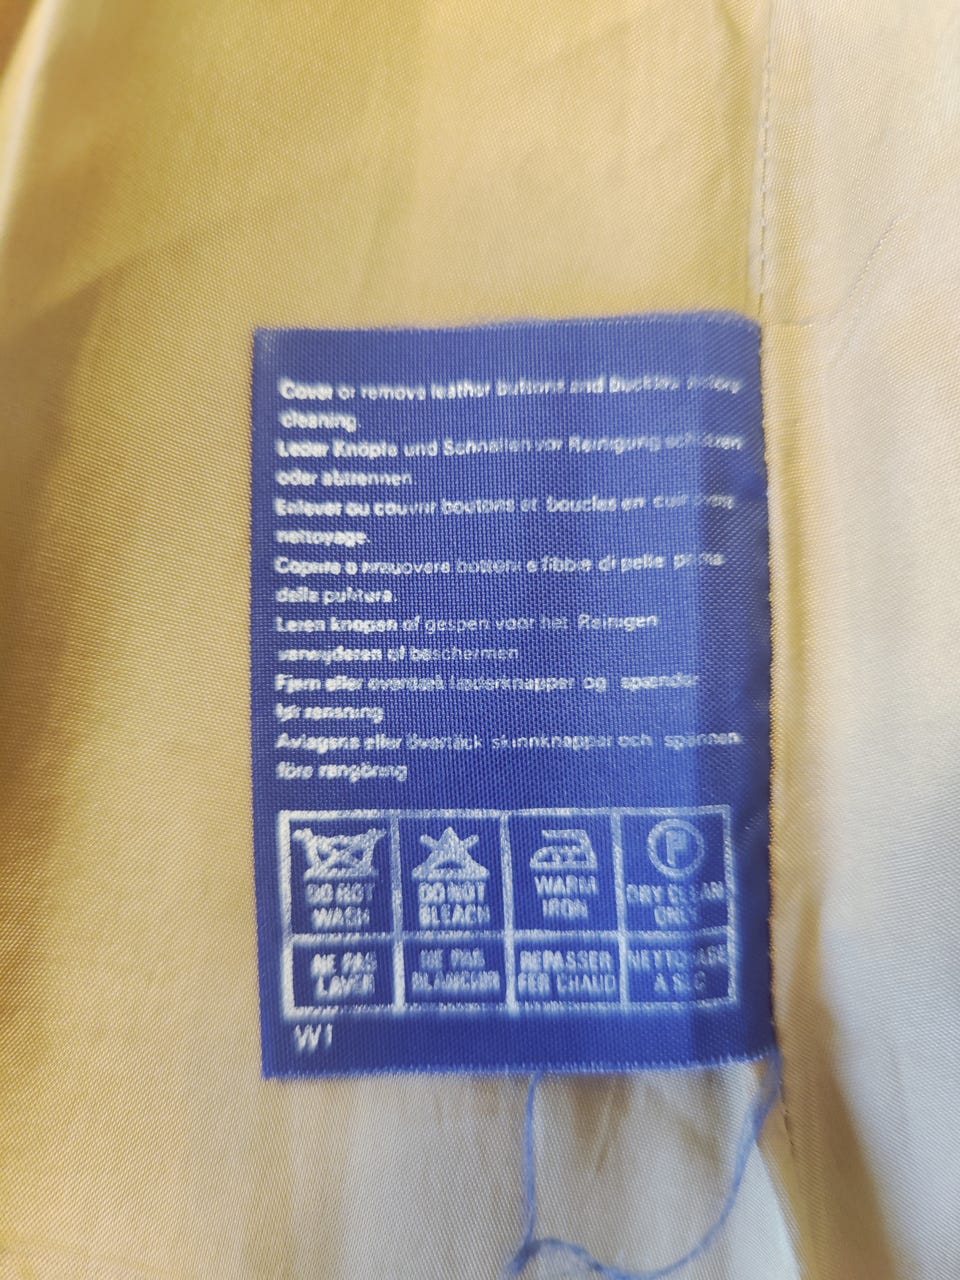 Cover or remove leather buttons and buckles before
cleaning.
Leder Knöpfe und Schnallen vor Reinigung schützen
oder abtrennen.
Enlever ou couvrir boutons et boucles en cuir avant
nettoyage.
Coprire o rimuovere bottoni e fibbie di pelle prima
della pulitura.
Leren knopen of gespen voor het Reinigen
verwijderen of beschermen
Fjern eller overdæk læderknapper og spænder
før rensning
Avlagsna eller övertäck skinnknappar och spännen
före rengöring
DO NOT WASH
DO NOT BLEACH
WARM IRON
P
DRY CLEAN ONLY
NE PAS LAVER
NE PAS BLANCHIR
REPASSER FER CHAUD
NETTOYAGE A SEC
W1